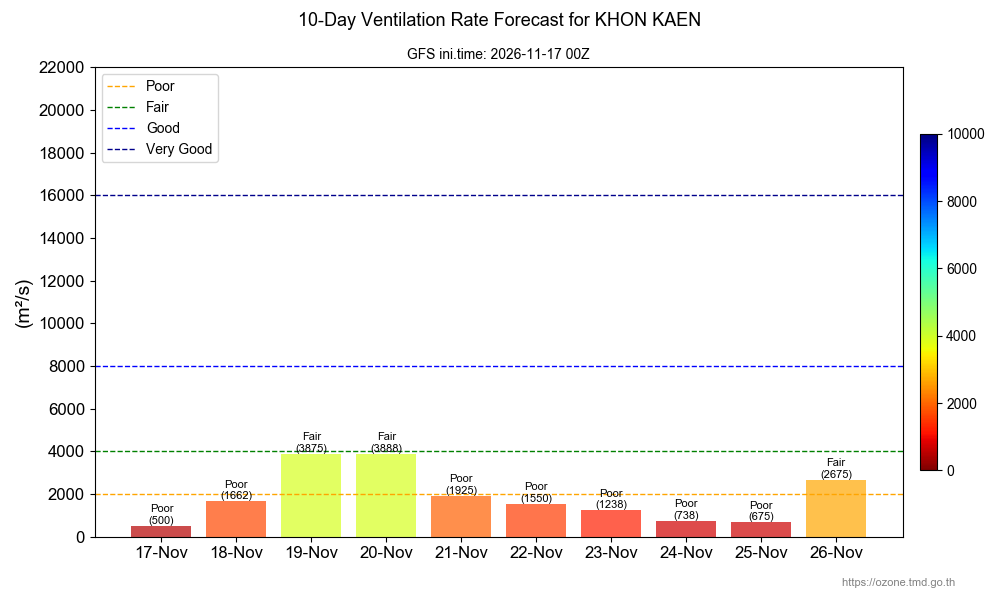 10-Day Ventilation Rate Forecast for KHON KAEN
GFS ini.time: 2026-11-17 00Z
(m²/s)
22000
20000
18000
16000
14000
12000
10000
8000
6000
4000
2000
0
Poor
Fair
Good
Very Good
Poor
(500)
Poor
(1662)
Fair
(3875)
Fair
(3888)
Poor
(1925)
Poor
(1550)
Poor
(1238)
Poor
(738)
Poor
(675)
Fair
(2675)
17-Nov 18-Nov 19-Nov 20-Nov 21-Nov 22-Nov 23-Nov 24-Nov 25-Nov 26-Nov
10000
8000
6000
4000
2000
0
https://ozone.tmd.go.th